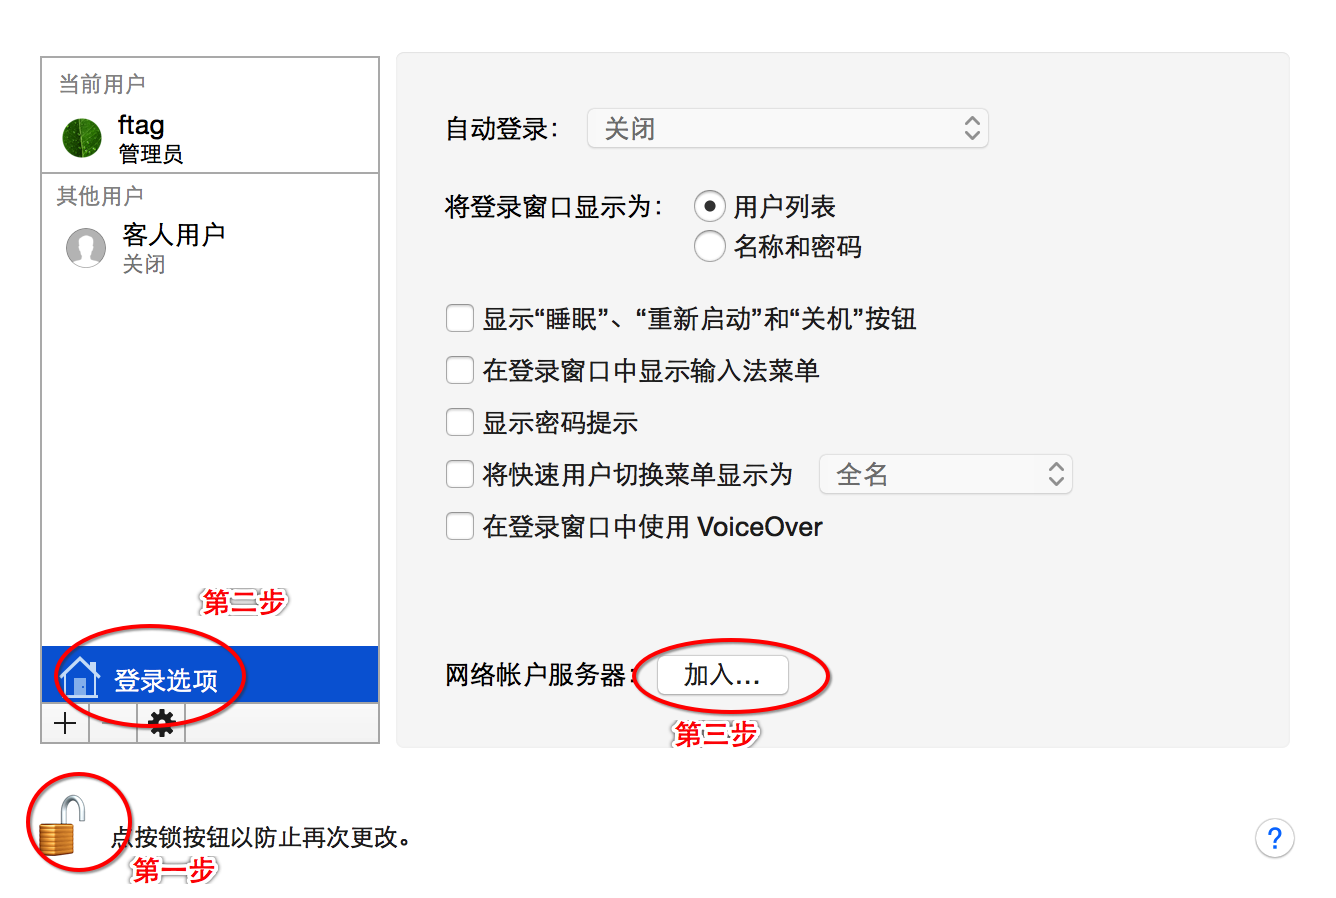 当前用户
ftag
管理员
其他用户
客人用户
关闭
第二步
登录选项
自动登录：
关闭
将登录窗口显示为：
用户列表
名称和密码
显示“睡眠”、“重新启动”和“关机”按钮
在登录窗口中显示输入法菜单
显示密码提示
将快速用户切换菜单显示为
全名
在登录窗口中使用 VoiceOver
网络帐户服务器：
加入...
第三步
点按锁按钮以防止再次更改。
第一步
?